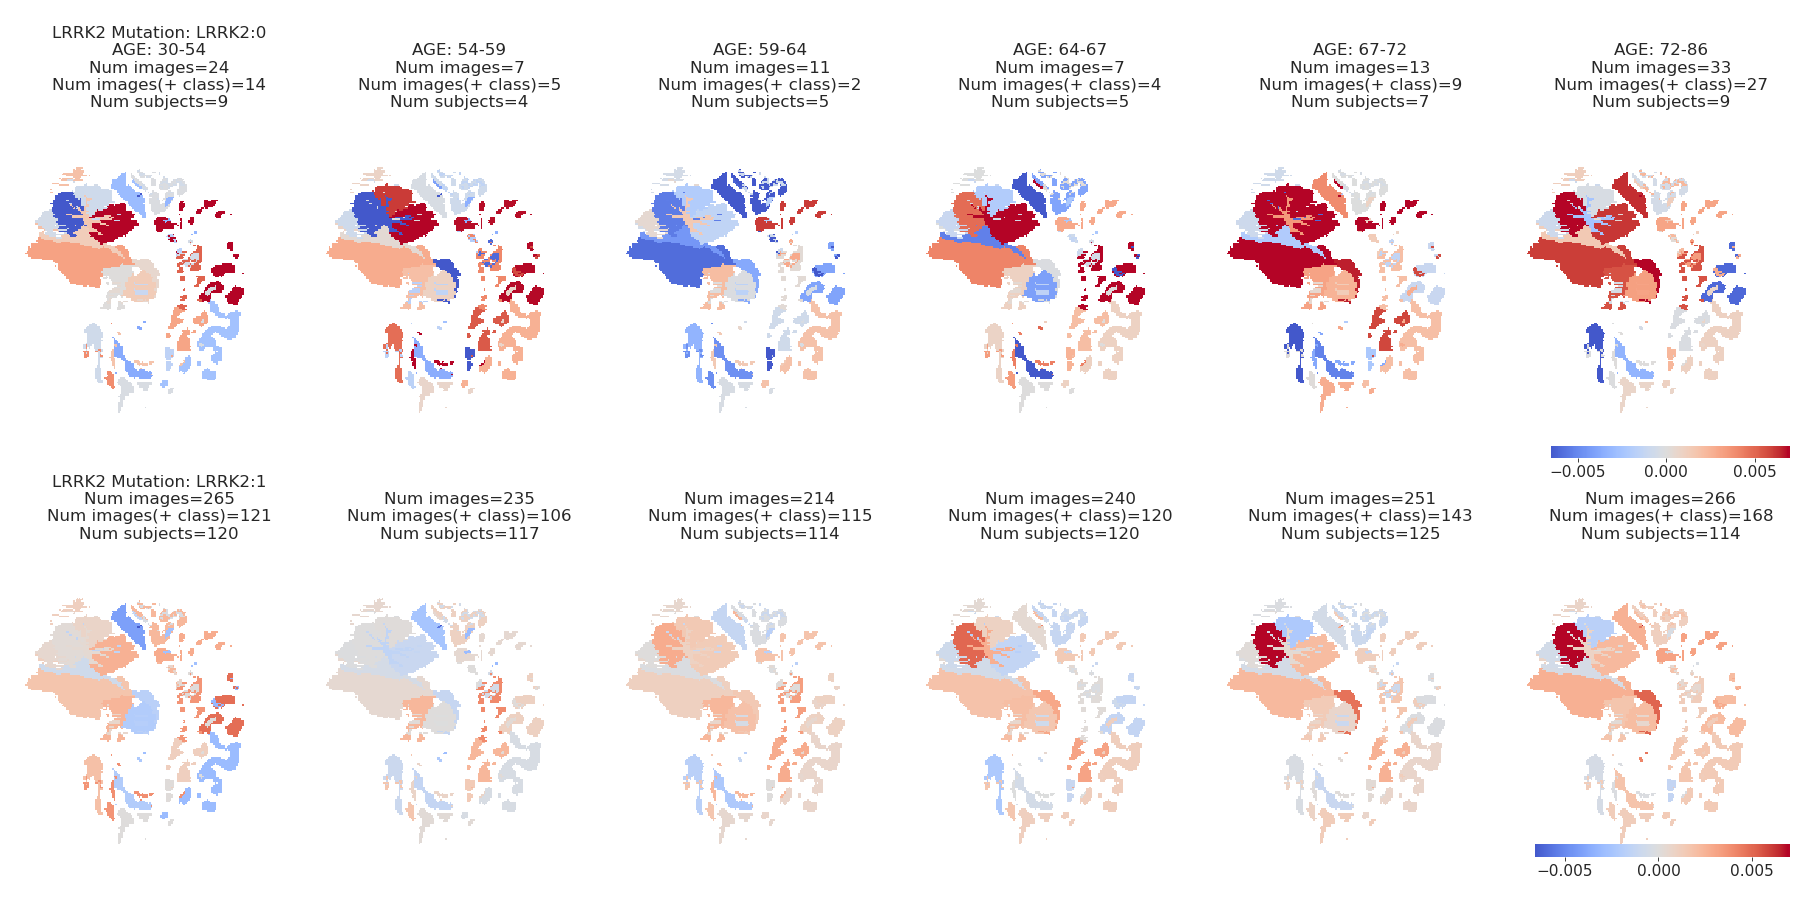 LRRK2 Mutation: LRRK2:0
AGE: 30-54
Num images=24
Num images(+ class)=14
Num subjects=9
AGE: 54-59
Num images=7
Num images(+ class)=5
Num subjects=4
AGE: 59-64
Num images=11
Num images(+ class)=2
Num subjects=5
AGE: 64-67
Num images=7
Num images(+ class)=4
Num subjects=5
AGE: 67-72
Num images=13
Num images(+ class)=9
Num subjects=7
AGE: 72-86
Num images=33
Num images(+ class)=27
Num subjects=9
−0.005 0.000 0.005
LRRK2 Mutation: LRRK2:1
Num images=265
Num images(+ class)=121
Num subjects=120
Num images=235
Num images(+ class)=106
Num subjects=117
Num images=214
Num images(+ class)=115
Num subjects=114
Num images=240
Num images(+ class)=120
Num subjects=120
Num images=251
Num images(+ class)=143
Num subjects=125
Num images=266
Num images(+ class)=168
Num subjects=114
−0.005 0.000 0.005